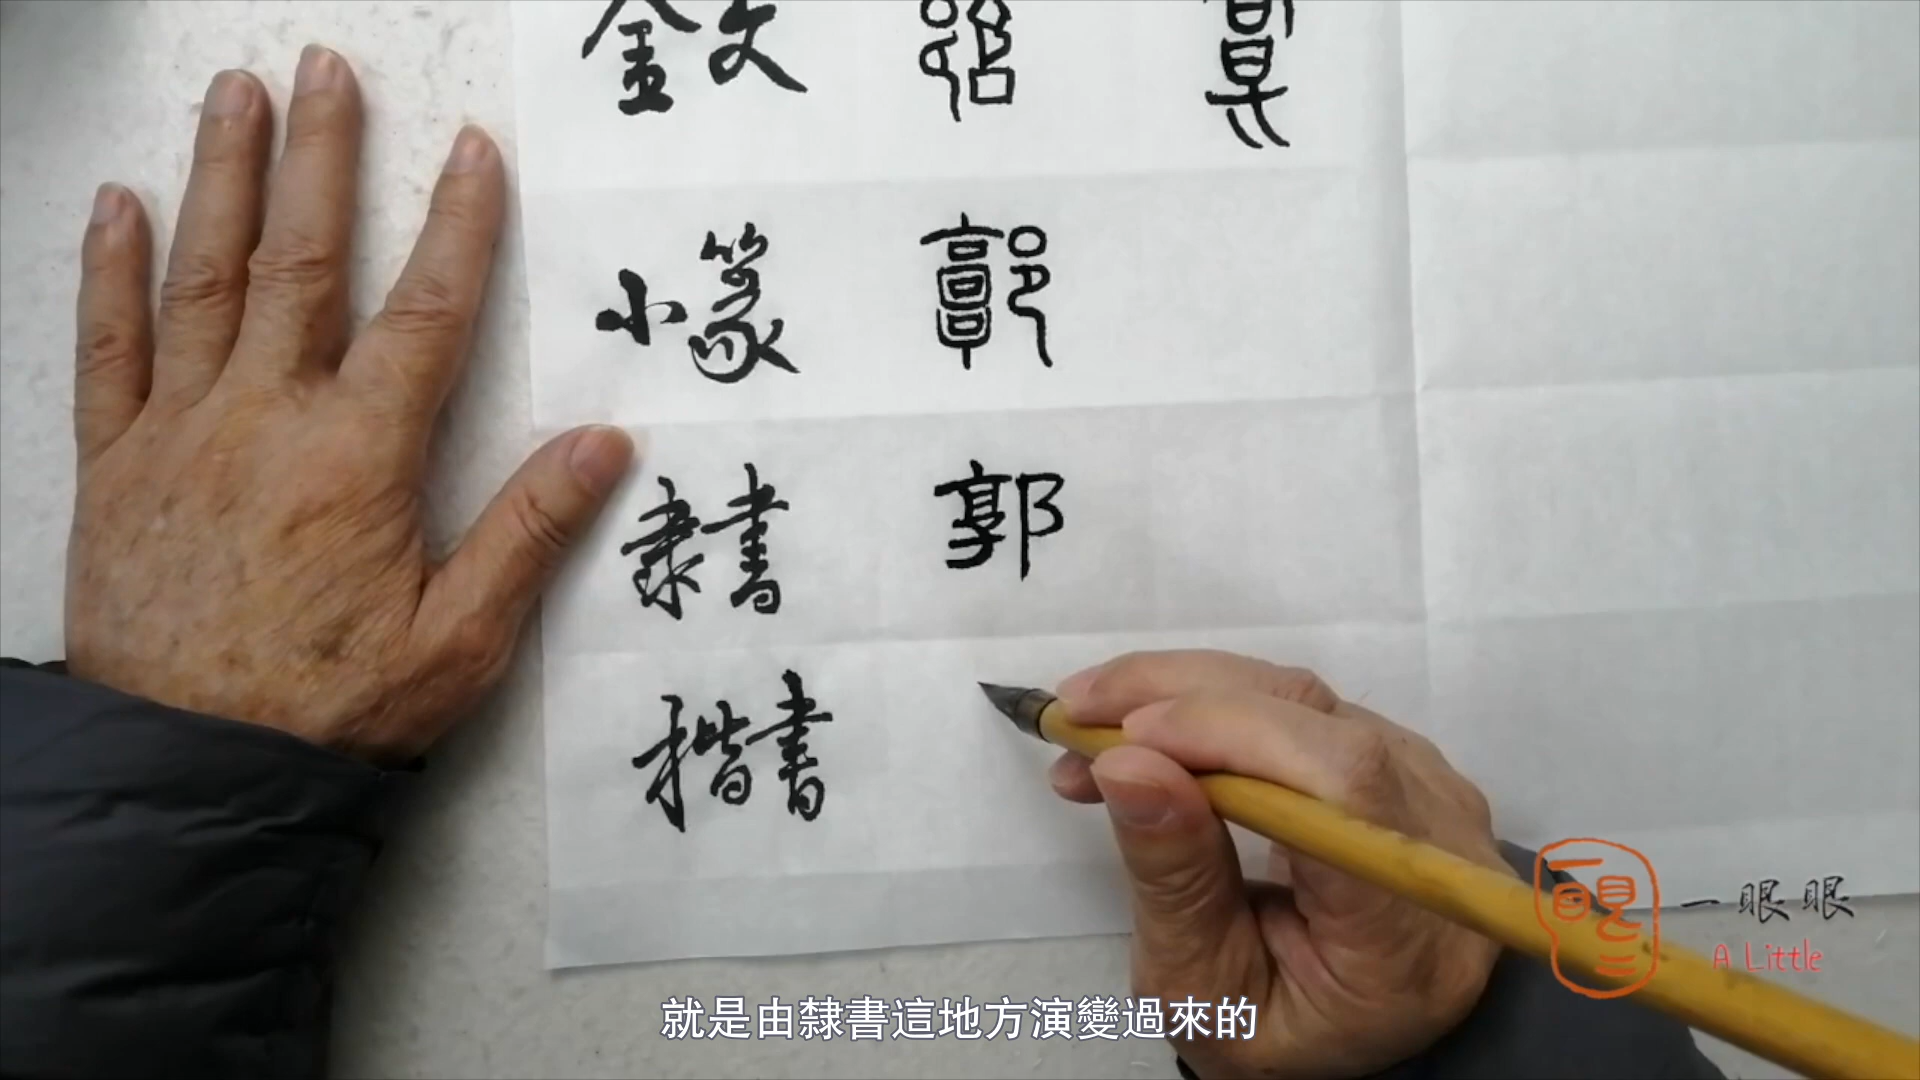 金文
小篆 郭
隸書 郭
楷書
一眼眼
A Little
就是由隸書這地方演變過來的